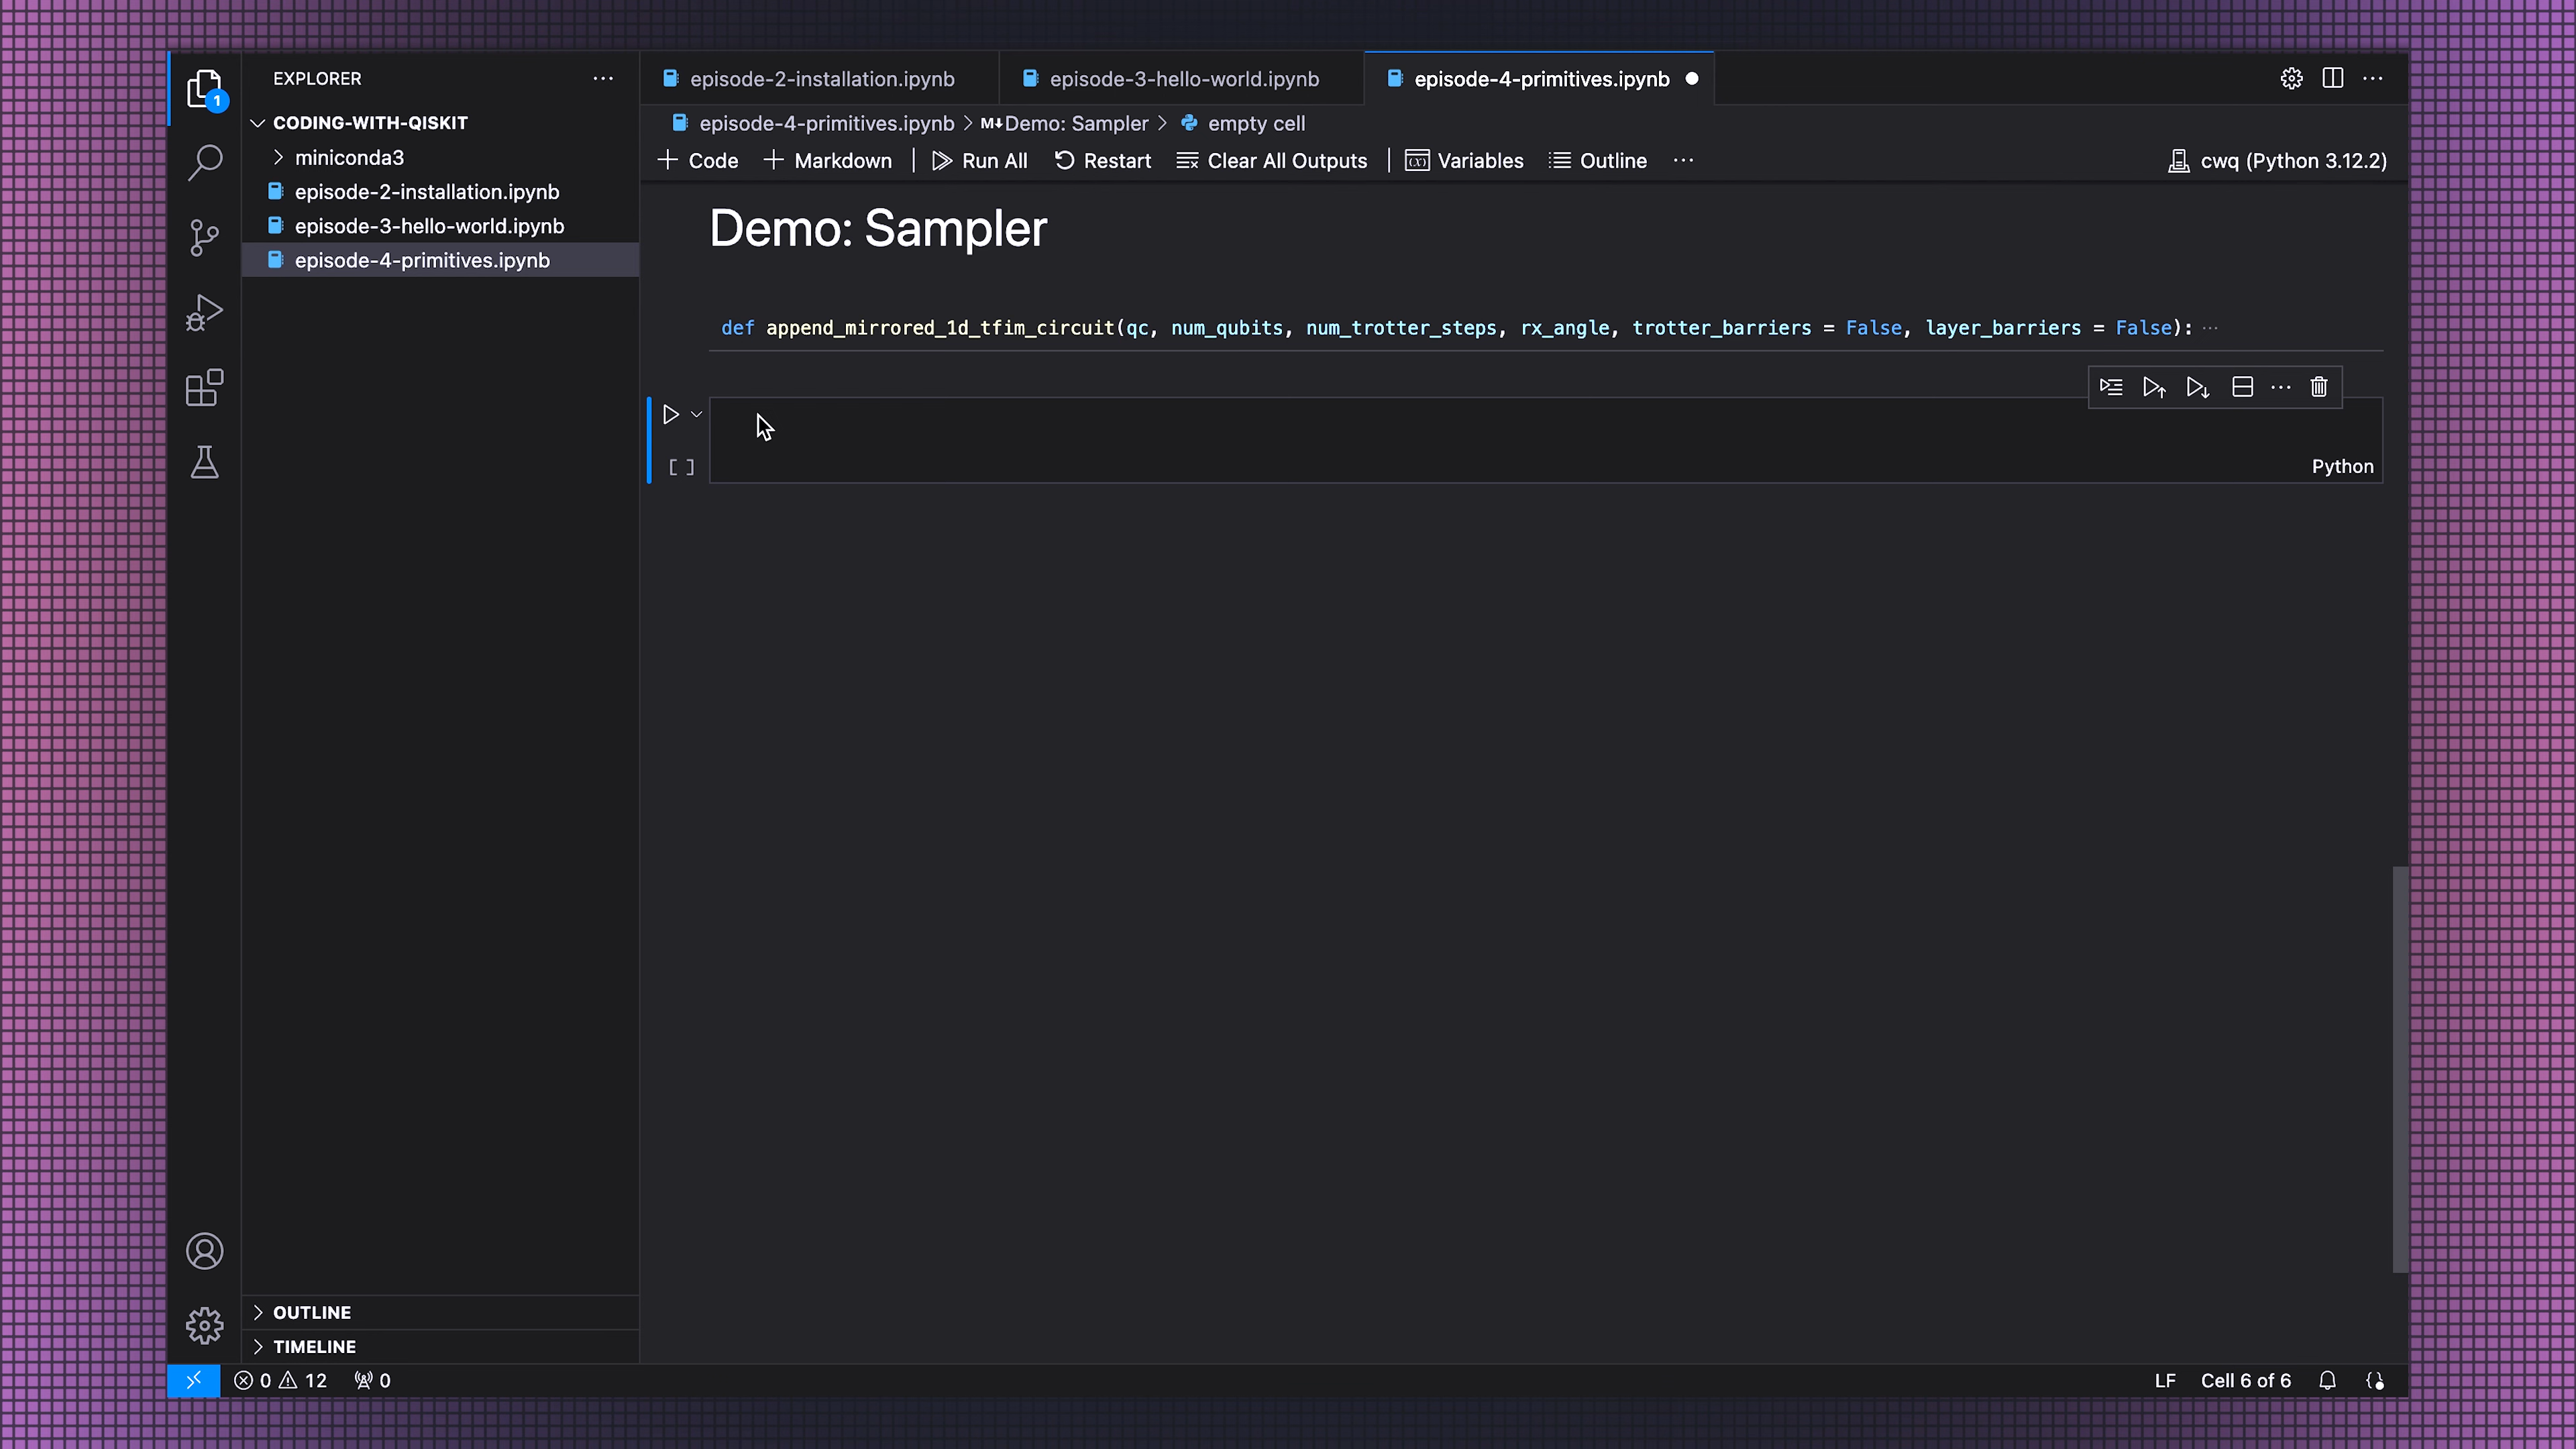 EXPLORER
1
CODING-WITH-QISKIT
miniconda3
episode-2-installation.ipynb
episode-3-hello-world.ipynb
episode-4-primitives.ipynb
OUTLINE
TIMELINE
episode-2-installation.ipynb episode-3-hello-world.ipynb episode-4-primitives.ipynb
episode-4-primitives.ipynb > M↓Demo: Sampler > empty cell
+ Code + Markdown | Run All Restart Clear All Outputs | (x) Variables Outline ··· cwq (Python 3.12.2)
Demo: Sampler
def append_mirrored_1d_tfim_circuit(qc, num_qubits, num_trotter_steps, rx_angle, trotter_barriers = False, layer_barriers = False): ···
[ ]
Python
0 12 0 LF Cell 6 of 6